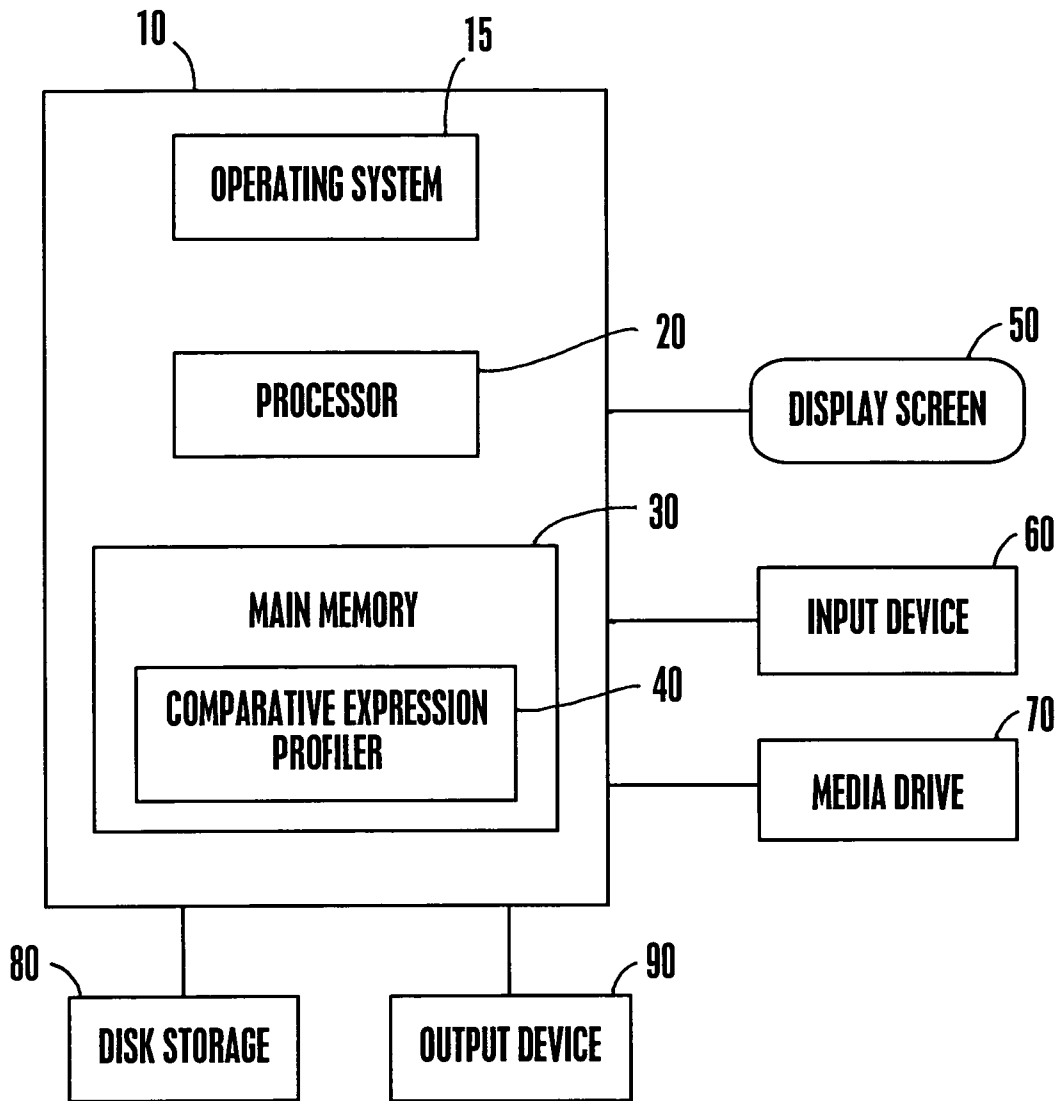 10
15
OPERATING SYSTEM
20
PROCESSOR
50
DISPLAY SCREEN
30
MAIN MEMORY
60
INPUT DEVICE
40
COMPARATIVE EXPRESSION
PROFILER
70
MEDIA DRIVE
80
DISK STORAGE
90
OUTPUT DEVICE